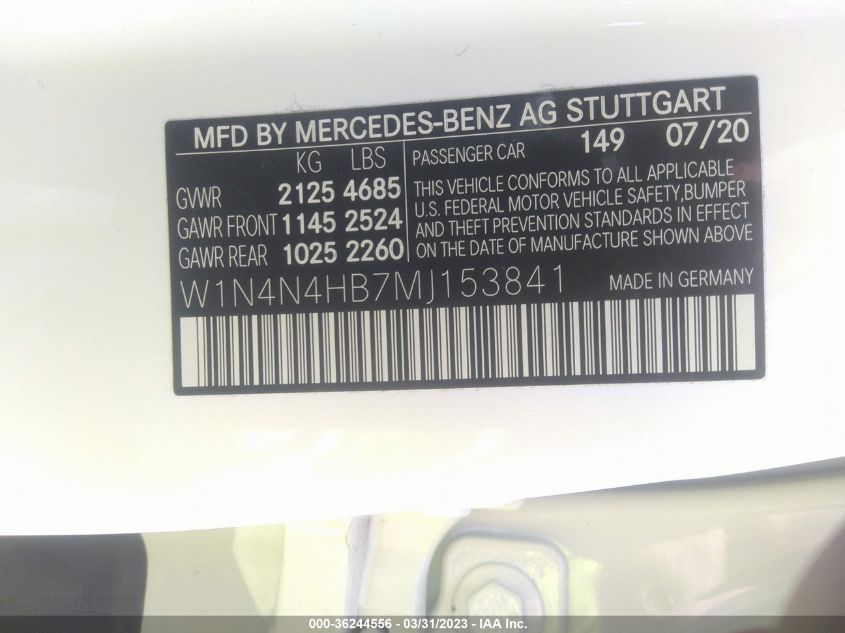 MFD BY MERCEDES-BENZ AG STUTTGART
KG LBS
GVWR 2125 4685
GAWR FRONT 1145 2524
GAWR REAR 1025 2260
PASSENGER CAR 149 07/20
THIS VEHICLE CONFORMS TO ALL APPLICABLE
U.S. FEDERAL MOTOR VEHICLE SAFETY,BUMPER
AND THEFT PREVENTION STANDARDS IN EFFECT
ON THE DATE OF MANUFACTURE SHOWN ABOVE
W1N4N4HB7MJ153841
MADE IN GERMANY
000-36244556 - 03/31/2023 - IAA Inc.